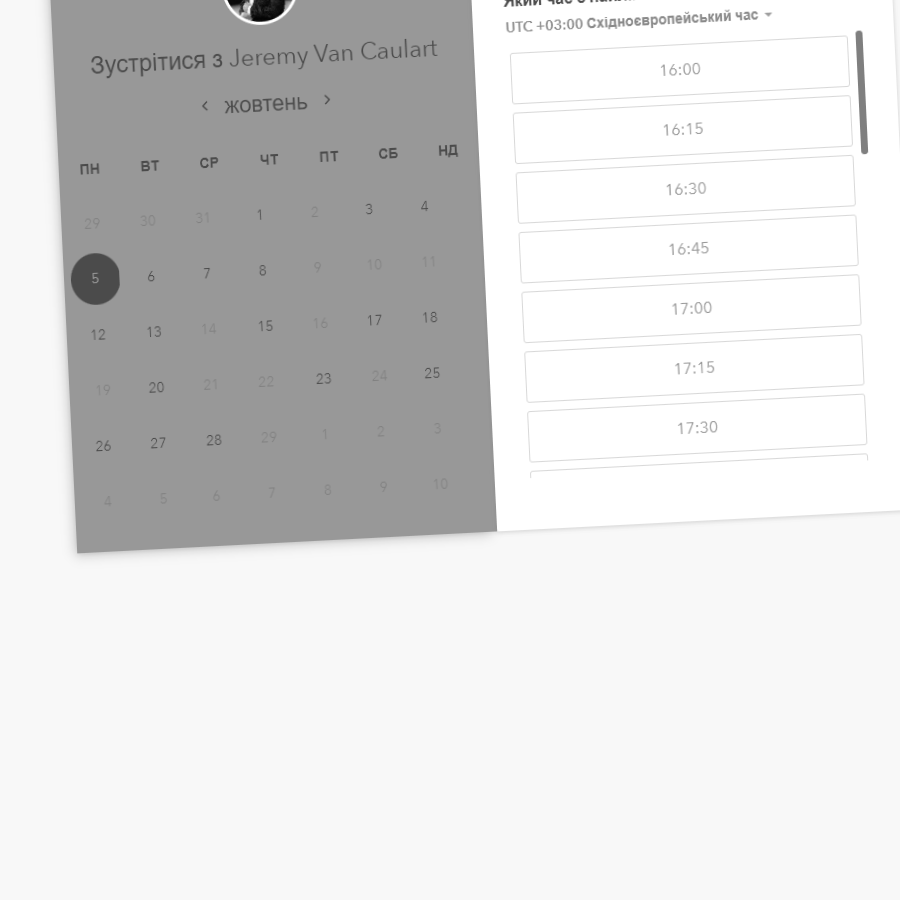 Зустрітися з Jeremy Van Caulart
‹ жовтень ›
ПН ВТ СР ЧТ ПТ СБ НД
29 30 31 1 2 3 4
5 6 7 8 9 10 11
12 13 14 15 16 17 18
19 20 21 22 23 24 25
26 27 28 29 1 2 3
4 5 6 7 8 9 10
Який час
UTC +03:00 Східноєвропейський час
16:00
16:15
16:30
16:45
17:00
17:15
17:30